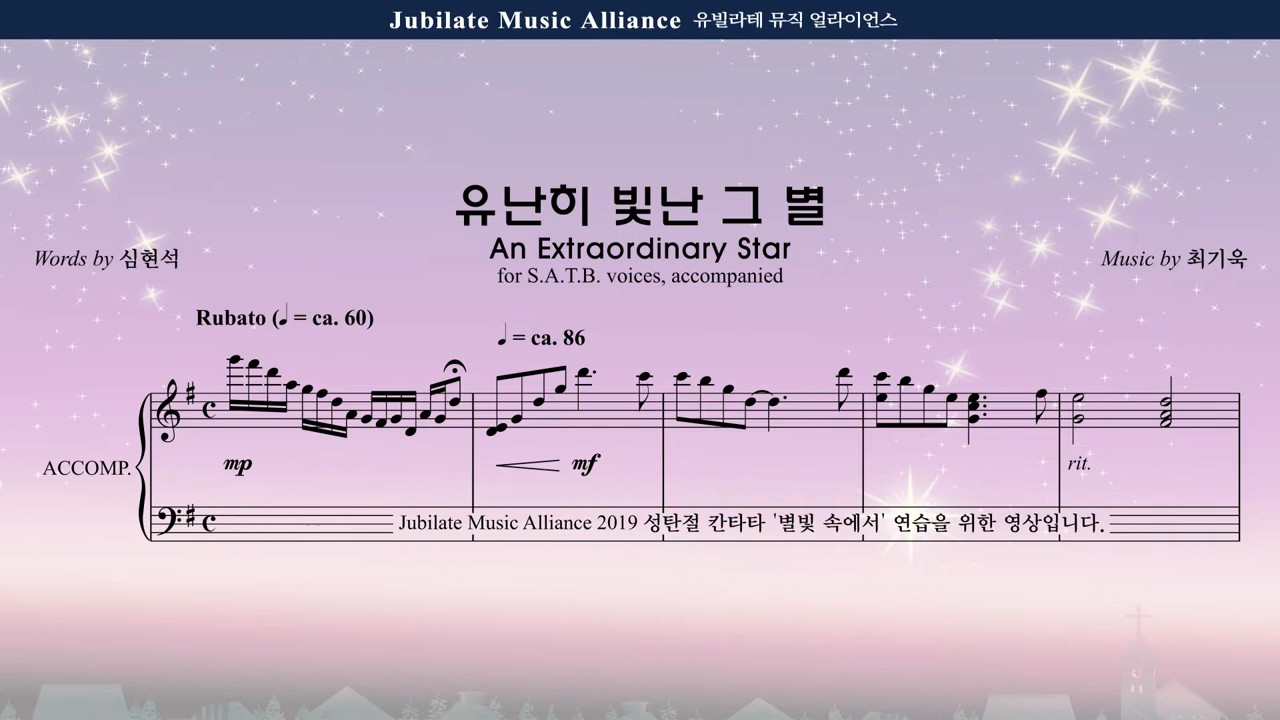 Jubilate Music Alliance 유빌라테 뮤직 얼라이언스
유난히 빛난 그 별
An Extraordinary Star
Words by 심현석
Music by 최기욱
for S.A.T.B. voices, accompanied
Rubato (♩ = ca. 60)
♩ = ca. 86
mp
mf
rit.
ACCOMP.
Jubilate Music Alliance 2019 성탄절 칸타타 '별빛 속에서' 연습을 위한 영상입니다.